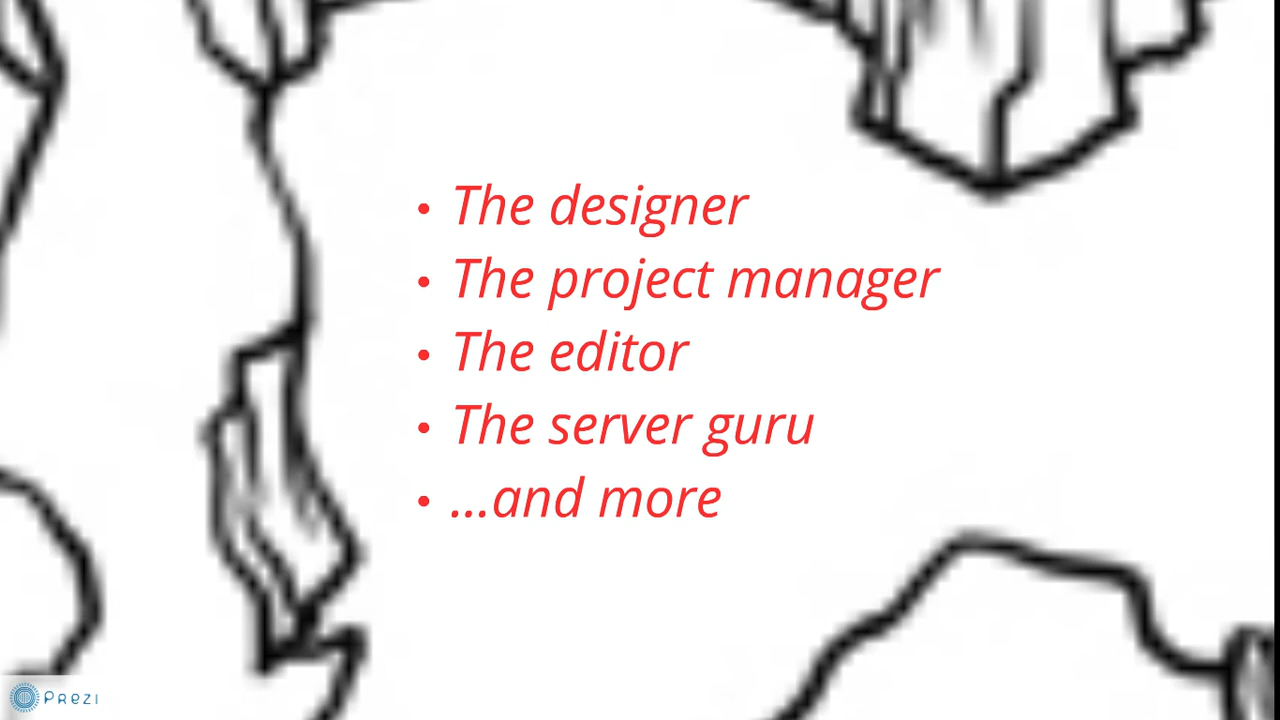 • The designer
• The project manager
• The editor
• The server guru
• ...and more
Prezi